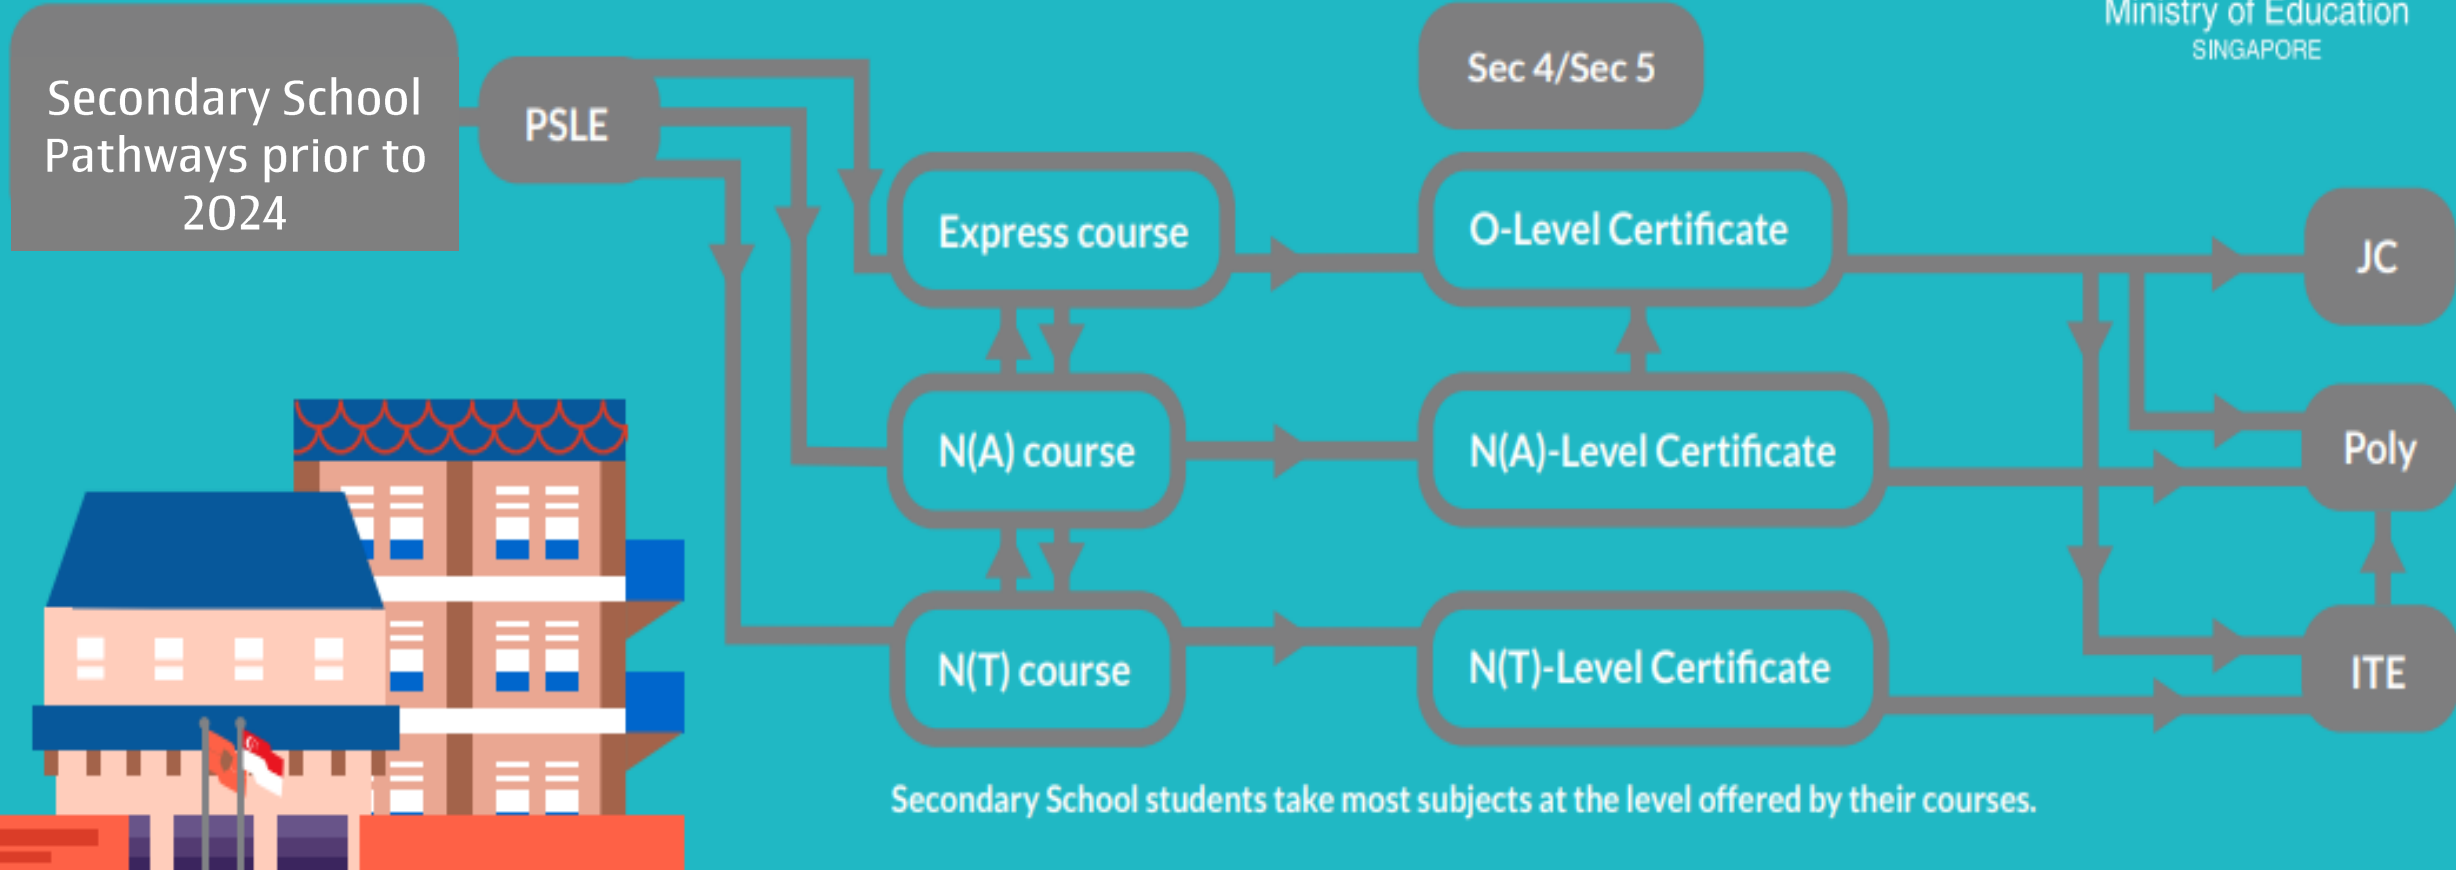 Secondary School
Pathways prior to
2024
PSLE
Sec 4/Sec 5
Ministry of Education
SINGAPORE
Express course
O-Level Certificate
JC
N(A) course
N(A)-Level Certificate
Poly
N(T) course
N(T)-Level Certificate
ITE
Secondary School students take most subjects at the level offered by their courses.